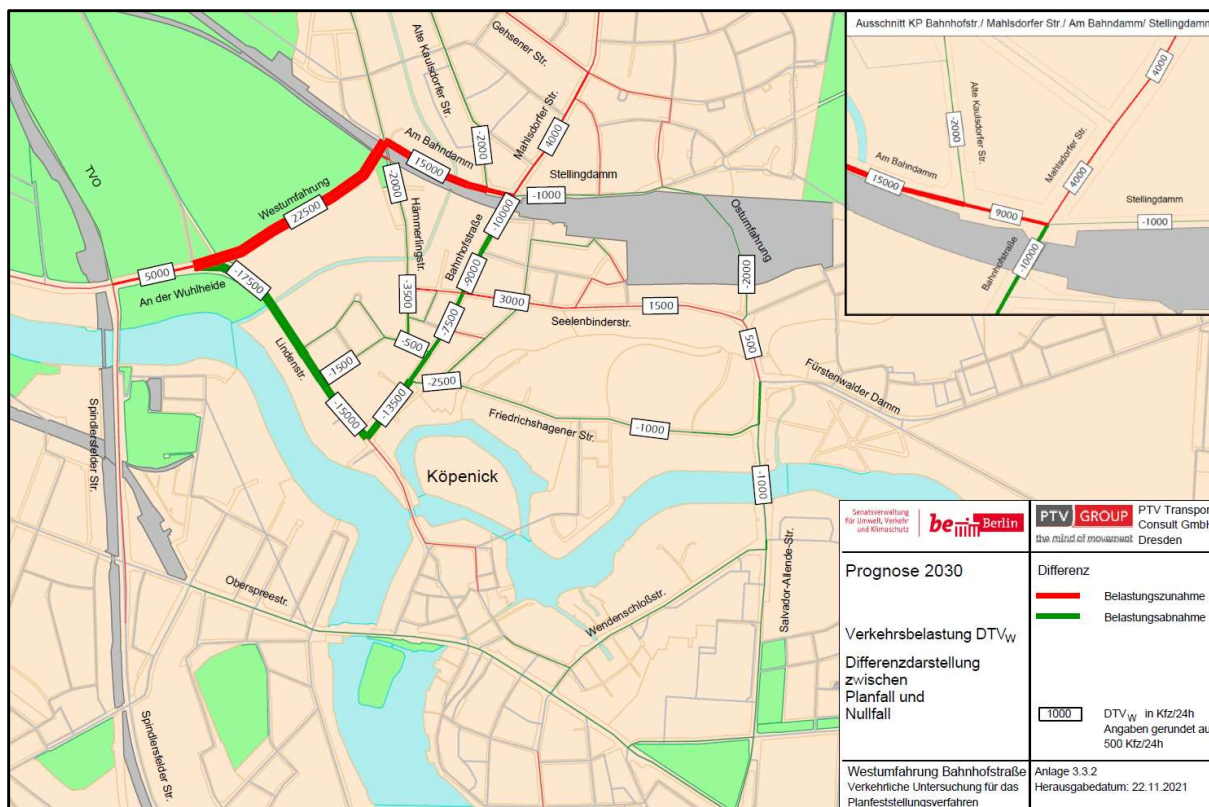 Ausschnitt KP Bahnhofstr./ Mahlsdorfer Str./ Am Bahndamm/ Stellingdamm
Alte Kaulsdorfer Str.
Gehsener Str.
Mahlsdorfer Str.
4000
-2000
Am Bahndamm
15000
Stellingdamm
-1000
TVO
Westumfahrung
22500
-2000
Hämmerlingstr.
Bahnhofstraße
-10000
-9000
-7500
-13500
Ostumfahrung
-2000
5000
An der Wuhlheide
-17500
Lindenstr.
-1500
-15000
-3500
-500
3000
Seelenbinderstr.
1500
500
-2500
Friedrichshagener Str.
-1000
Fürstenwalder Damm
-1000
Köpenick
Spindlersfelder Str.
Spindlersfelder Str.
Oberspreestr.
Wendenschloßstr.
Salvador-Allende-Str.
Alte Kaulsdorfer Str.
-2000
Mahlsdorfer Str.
4000
Am Bahndamm
15000
9000
Stellingdamm
-1000
Bahnhofstraße
-10000
Senatsverwaltung
für Umwelt, Verkehr
und Klimaschutz
be Berlin
PTV GROUP
the mind of movement
PTV Transport
Consult GmbH
Dresden
Prognose 2030
Verkehrsbelastung DTVW
Differenzdarstellung
zwischen
Planfall und
Nullfall
Differenz
Belastungszunahme
Belastungsabnahme
1000
DTVW in Kfz/24h
Angaben gerundet au
500 Kfz/24h
Westumfahrung Bahnhofstraße
Verkehrliche Untersuchung für das
Planfeststellungsverfahren
Anlage 3.3.2
Herausgabedatum: 22.11.2021